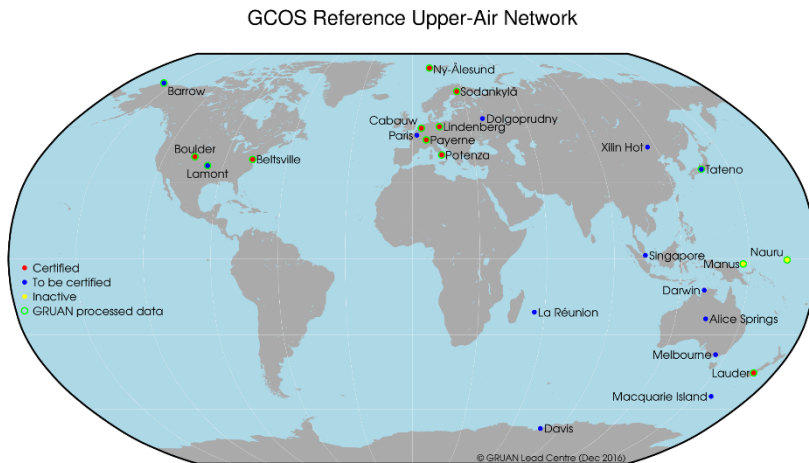 GCOS Reference Upper-Air Network
Ny-Ålesund
Barrow
Sodankylå
Cabauw
Lindenberg
Dolgoprudny
Paris
Payerne
Xilin Hot
Boulder
Beltsville
Potenza
Lamont
Tateno
Singapore
Nauru
Manus
Certified
To be certified
Inactive
GRUAN processed data
Darwin
La Réunion
Alice Springs
Melbourne
Lauder
Macquarie Island
Davis
© GRUAN Lead Centre (Dec 2016)